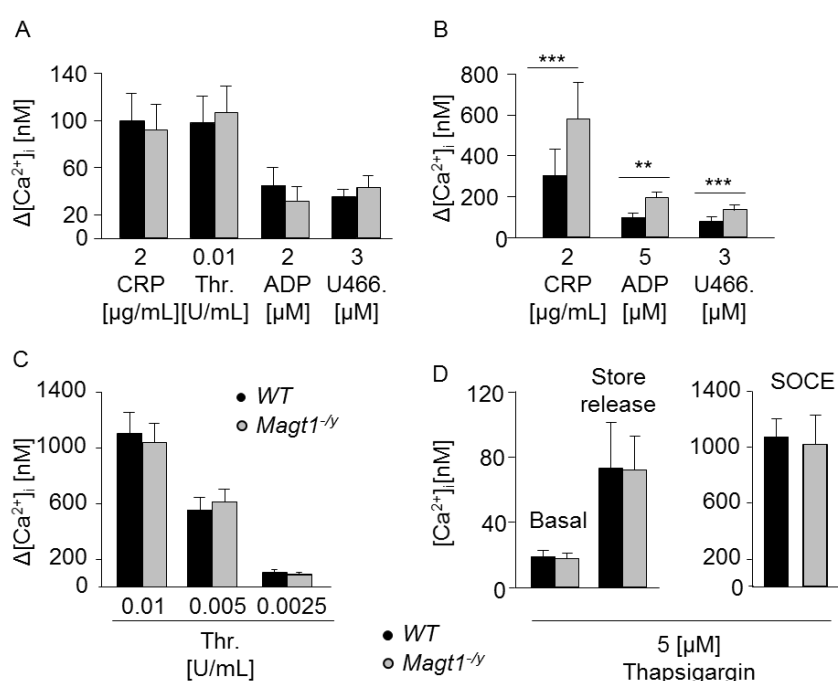 A
Δ[Ca²⁺]ᵢ [nM]
140
100
60
20
0
2 0.01 2 3
CRP Thr. ADP U466.
[µg/mL] [U/mL] [µM] [µM]
B
Δ[Ca²⁺]ᵢ [nM]
800
600
400
200
0
***
**
***
2 5 3
CRP ADP U466.
[µg/mL] [µM] [µM]
C
Δ[Ca²⁺]ᵢ [nM]
1400
1000
600
200
0
WT
Magt1⁻/ʸ
0.01 0.005 0.0025
Thr.
[U/mL]
D
[Ca²⁺]ᵢ[nM]
120
80
40
0
Basal
Store
release
1400
1000
600
200
0
SOCE
WT
Magt1⁻/ʸ
5 [µM]
Thapsigargin